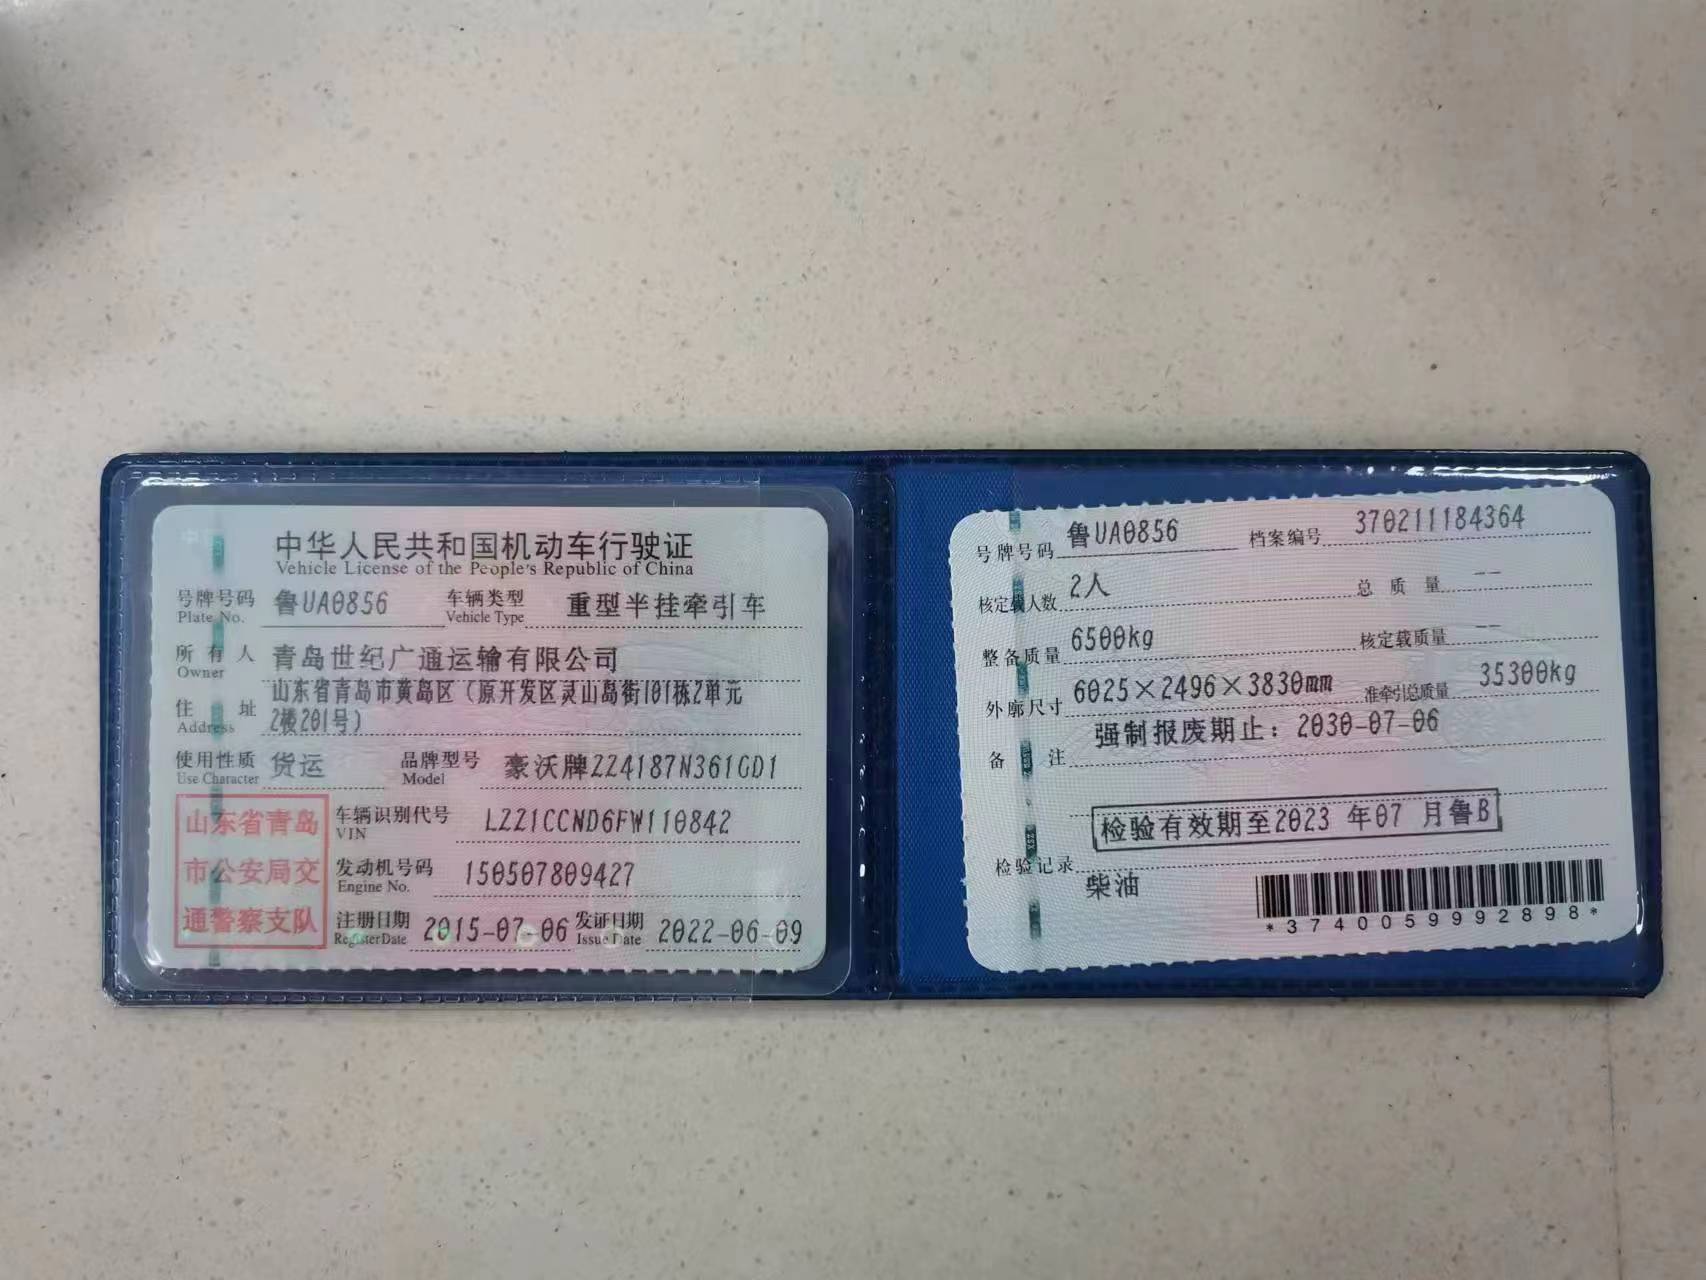 中华人民共和国机动车行驶证
Vehicle License of the People's Republic of China
号牌号码 鲁UA0856 车辆类型 重型半挂牵引车
Plate No. Vehicle Type
所有人 青岛世纪广通运输有限公司
Owner
住址 山东省青岛市黄岛区(原开发区灵山岛街101栋2单元
Address 2楼201号)
使用性质 货运 品牌型号 豪沃牌ZZ4187N361GD1
Use Character Model
山东省青岛
市公安局交
通警察支队
车辆识别代号 LZZ1CCND6FW110842
VIN
发动机号码 150507809427
Engine No.
注册日期 2015-07-06 发证日期 2022-06-09
Register Date Issue Date
号牌号码 鲁UA0856 档案编号 370211184364
核定载人数 2人 总质量 --
整备质量 6500kg 核定载质量 --
外廓尺寸 6025×2496×3830mm 准牵引总质量 35300kg
备注 强制报废期止:2030-07-06
检验有效期至2023年07月鲁B
检验记录
柴油
*3740059992898*